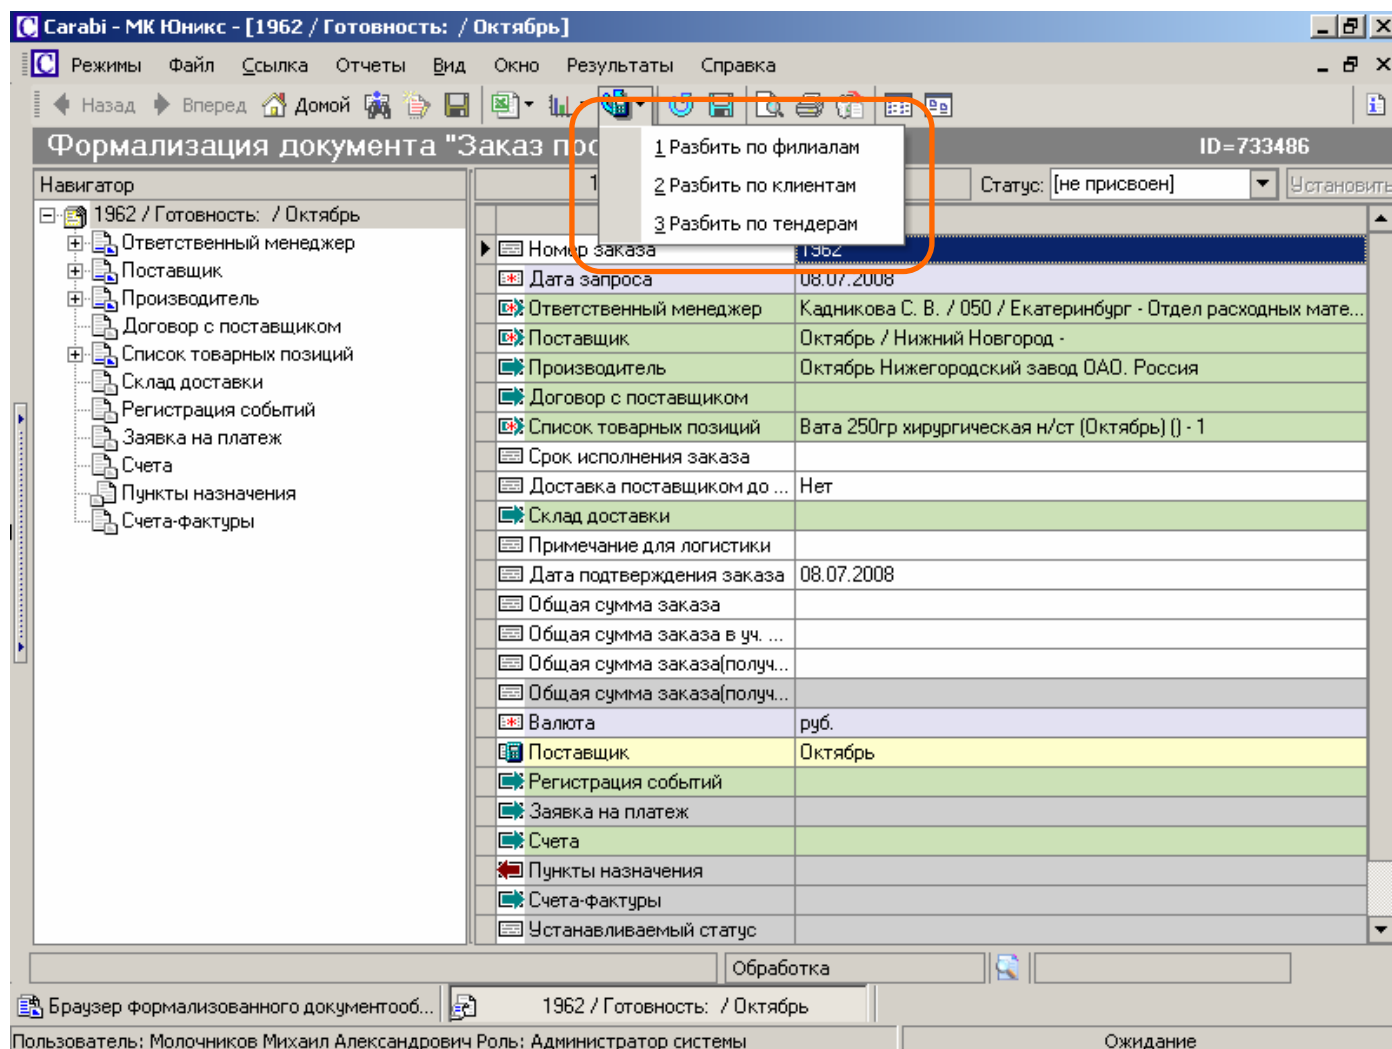 Carabi - МК Юникс - [1962 / Готовность:  / Октябрь]
Режимы Файл Ссылка Отчеты Вид Окно Результаты Справка
Назад Вперед Домой
Формализация документа "Заказ пос
ID=733486
1 Разбить по филиалам
2 Разбить по клиентам
3 Разбить по тендерам
Навигатор
Статус: [не присвоен] Установить
1962 / Готовность:  / Октябрь
Ответственный менеджер
Поставщик
Производитель
Договор с поставщиком
Список товарных позиций
Склад доставки
Регистрация событий
Заявка на платеж
Счета
Пункты назначения
Счета-фактуры
Номер заказа 1962
Дата запроса 08.07.2008
Ответственный менеджер Кадникова С. В. / 050 / Екатеринбург - Отдел расходных мате...
Поставщик Октябрь / Нижний Новгород -
Производитель Октябрь Нижегородский завод ОАО. Россия
Договор с поставщиком
Список товарных позиций Вата 250гр хирургическая н/ст (Октябрь) () - 1
Срок исполнения заказа
Доставка поставщиком до ... Нет
Склад доставки
Примечание для логистики
Дата подтверждения заказа 08.07.2008
Общая сумма заказа
Общая сумма заказа в уч. ...
Общая сумма заказа(получ...
Общая сумма заказа(получ...
Валюта руб.
Поставщик Октябрь
Регистрация событий
Заявка на платеж
Счета
Пункты назначения
Счета-фактуры
Устанавливаемый статус
Обработка
Браузер формализованного документооб... 1962 / Готовность:  / Октябрь
Пользователь: Молочников Михаил Александрович Роль: Администратор системы Ожидание